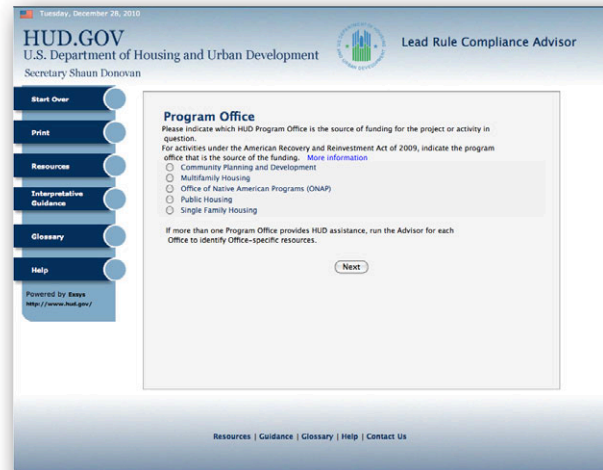 Tuesday, December 28, 2010
HUD.GOV
U.S. Department of Housing and Urban Development
Secretary Shaun Donovan
Lead Rule Compliance Advisor
Start Over
Print
Resources
Interpretative
Guidance
Glossary
Help
Powered by Exsys
http://www.hud.gov/
Program Office
Please indicate which HUD Program Office is the source of funding for the project or activity in
question.
For activities under the American Recovery and Reinvestment Act of 2009, indicate the program
office that is the source of the funding. More information
Community Planning and Development
Multifamily Housing
Office of Native American Programs (ONAP)
Public Housing
Single Family Housing
If more than one Program Office provides HUD assistance, run the Advisor for each
Office to identify Office-specific resources.
Next
Resources | Guidance | Glossary | Help | Contact Us